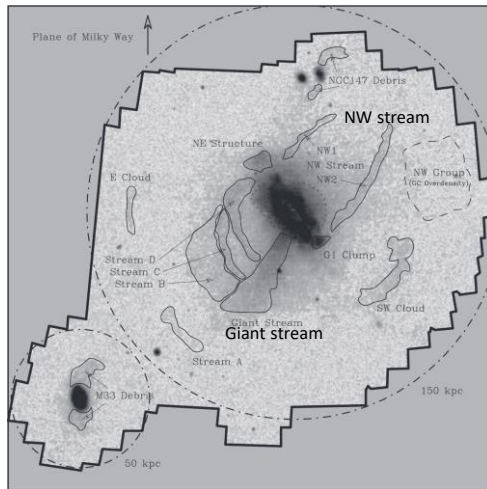 Plane of Milky Way
NGC147 Debris
NW stream
NE Structure
NW1
NW Stream
NW2
NW Group
(GC Overdensity)
E Cloud
Stream D
Stream C
Stream B
G1 Clump
SW Cloud
Giant Stream
Giant stream
Stream A
M33 Debris
150 kpc
50 kpc